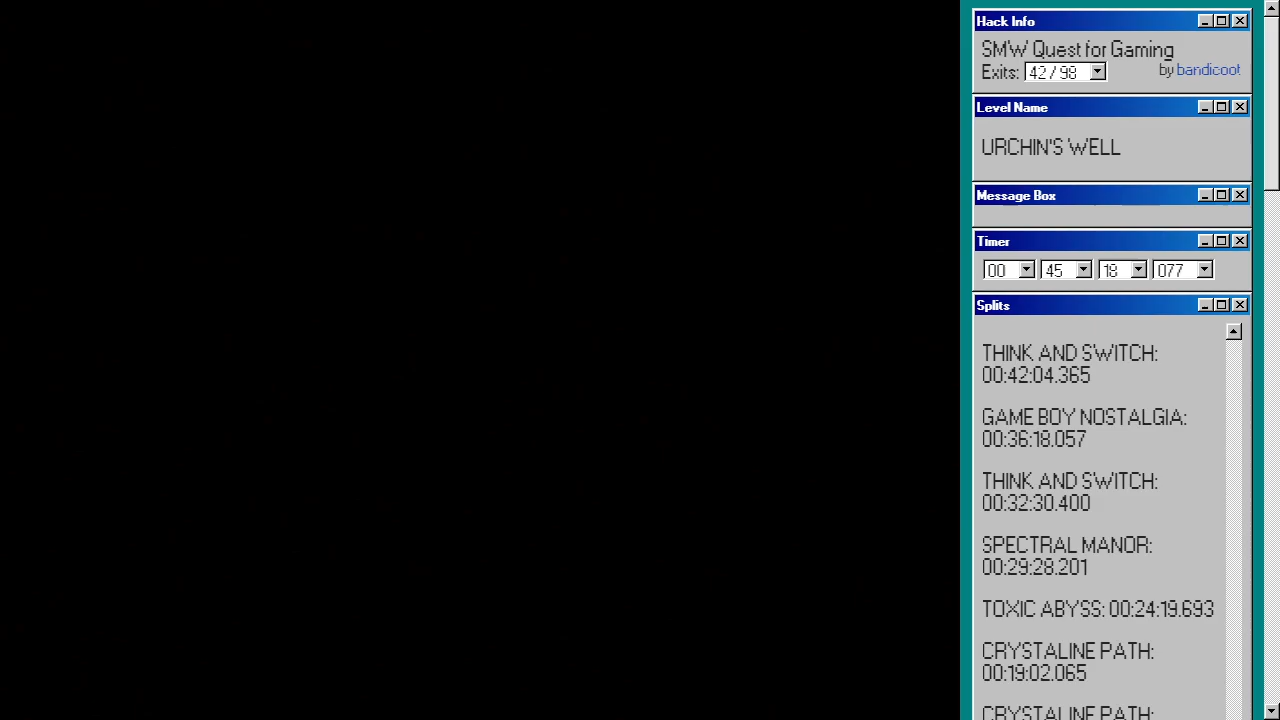 Hack Info
SMW Quest for Gaming
Exits: 42 / 98
by bandicoot
Level Name
URCHIN'S WELL
Message Box
Timer
00 45 18 077
Splits
THINK AND SWITCH:
00:42:04.365
GAME BOY NOSTALGIA:
00:36:18.057
THINK AND SWITCH:
00:32:30.400
SPECTRAL MANOR:
00:29:28.201
TOXIC ABYSS: 00:24:19.693
CRYSTALINE PATH:
00:19:02.065
CRYSTALINE PATH: